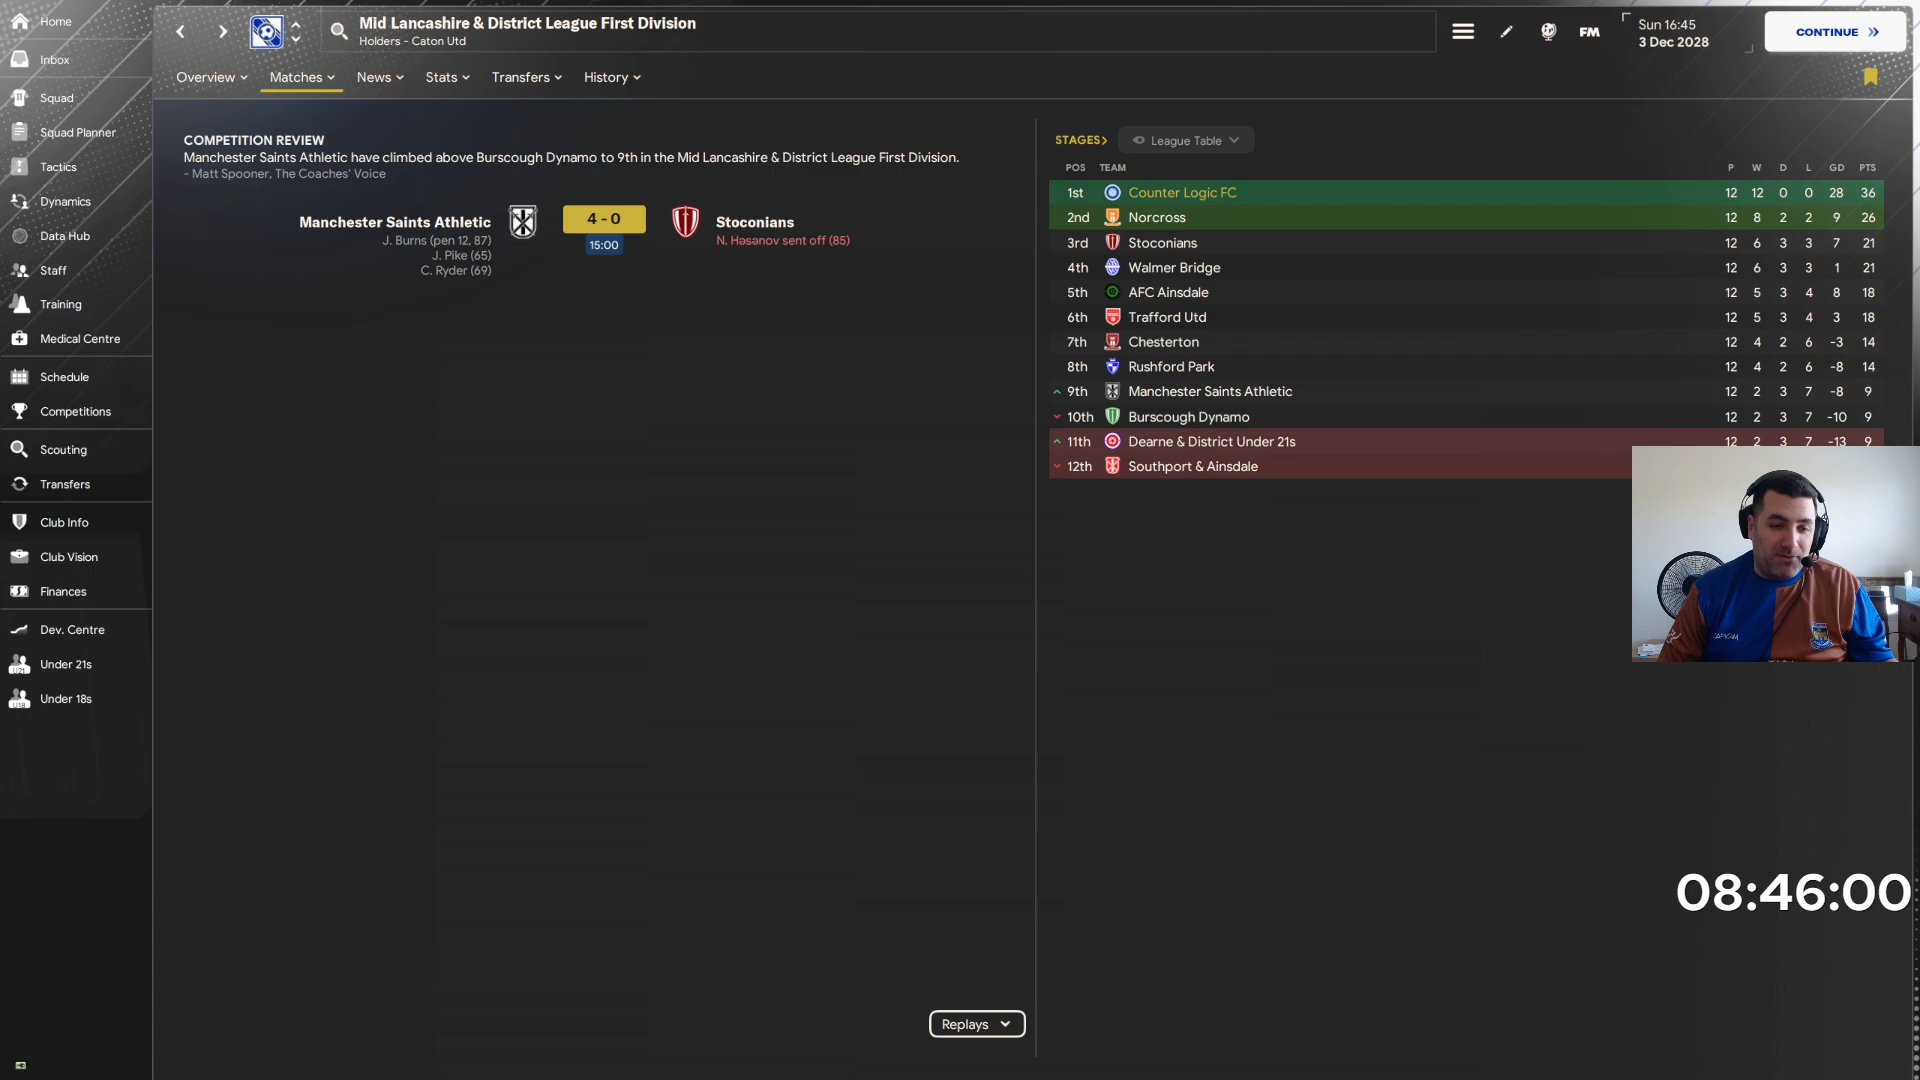 Home
Inbox
Squad
Squad Planner
Tactics
Dynamics
Data Hub
Staff
Training
Medical Centre
Schedule
Competitions
Scouting
Transfers
Club Info
Club Vision
Finances
Dev. Centre
Under 21s
Under 18s
Mid Lancashire & District League First Division
Holders - Caton Utd
FM
Sun 16:45
3 Dec 2028
CONTINUE
Overview Matches News Stats Transfers History
COMPETITION REVIEW
Manchester Saints Athletic have climbed above Burscough Dynamo to 9th in the Mid Lancashire & District League First Division.
- Matt Spooner, The Coaches' Voice
Manchester Saints Athletic 4 - 0 Stoconians
J. Burns (pen 12, 87) 15:00 N. Həsənov sent off (85)
J. Pike (65)
C. Ryder (69)
Replays
STAGES> League Table
POS TEAM P W D L GD PTS
1st Counter Logic FC 12 12 0 0 28 36
2nd Norcross 12 8 2 2 9 26
3rd Stoconians 12 6 3 3 7 21
4th Walmer Bridge 12 6 3 3 1 21
5th AFC Ainsdale 12 5 3 4 8 18
6th Trafford Utd 12 5 3 4 3 18
7th Chesterton 12 4 2 6 -3 14
8th Rushford Park 12 4 2 6 -8 14
9th Manchester Saints Athletic 12 2 3 7 -8 9
10th Burscough Dynamo 12 2 3 7 -10 9
11th Dearne & District Under 21s 12 2 3 7 -13 9
12th Southport & Ainsdale
08:46:00